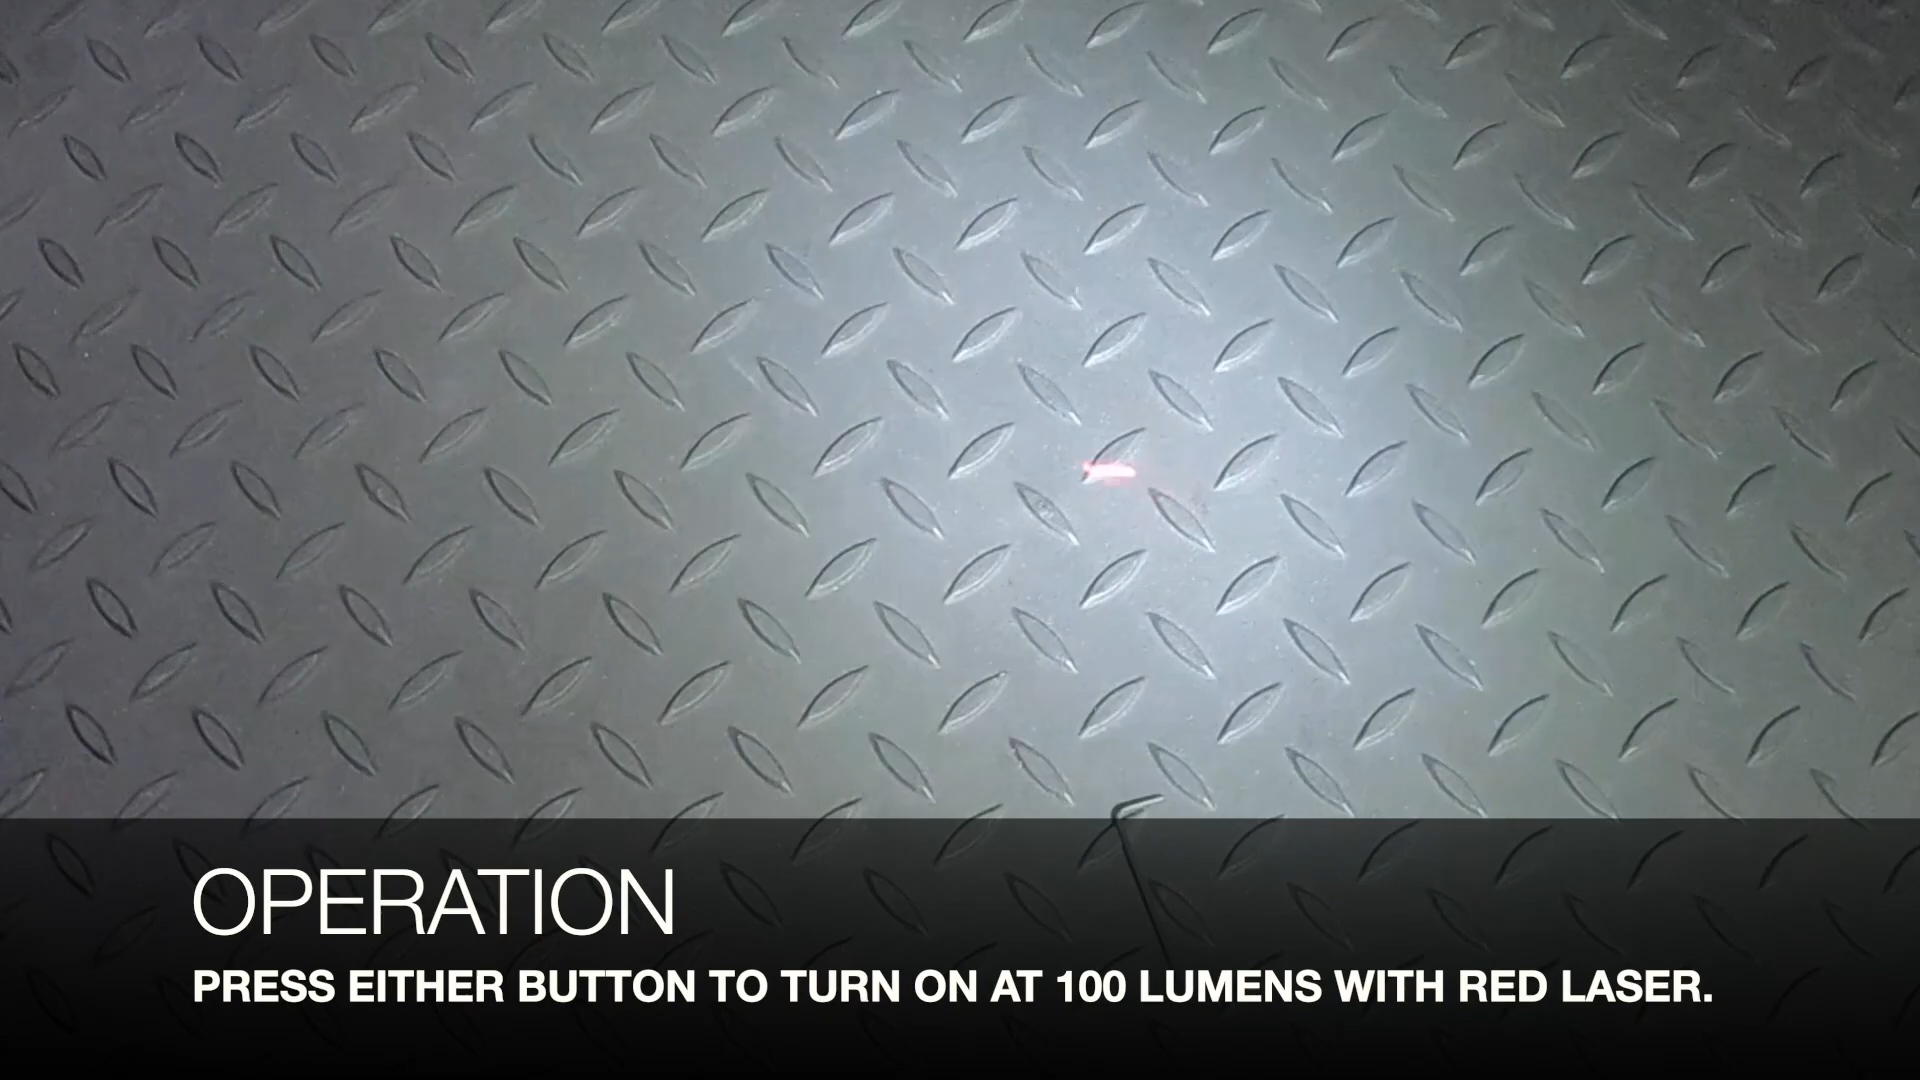 OPERATION
PRESS EITHER BUTTON TO TURN ON AT 100 LUMENS WITH RED LASER.